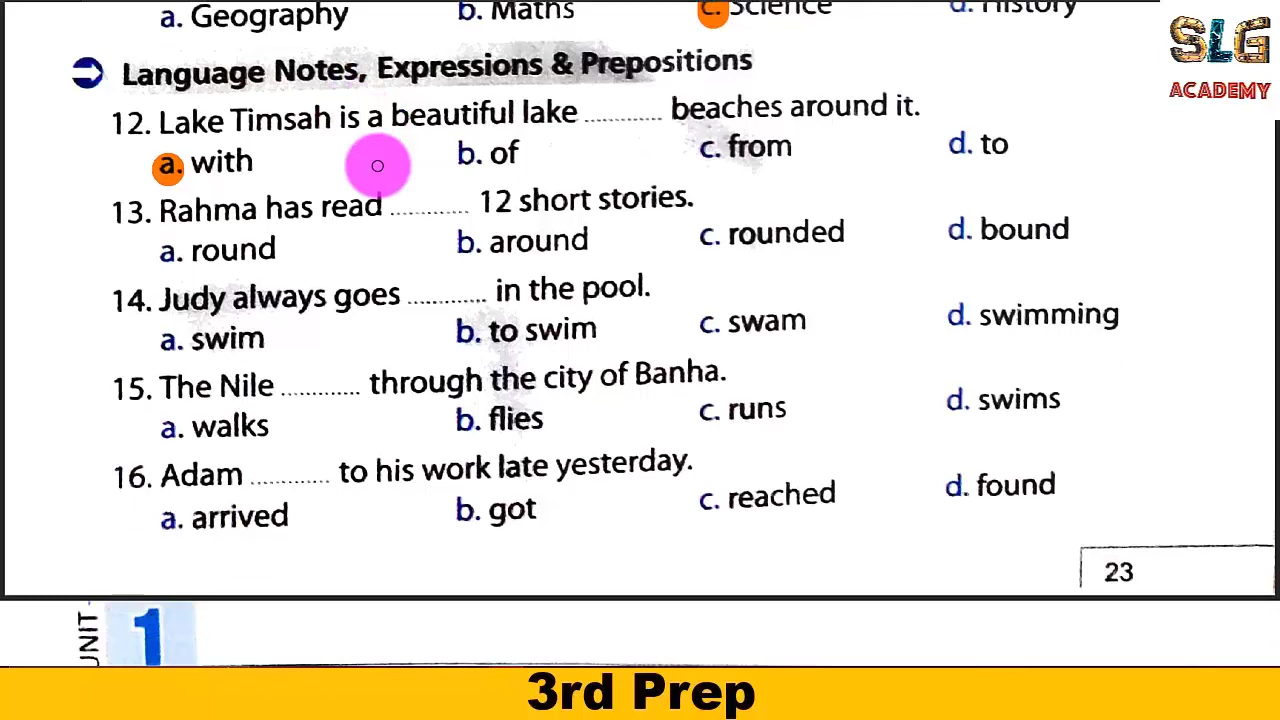 a. Geography b. Maths c. Science d. History
Language Notes, Expressions & Prepositions
12. Lake Timsah is a beautiful lake ............ beaches around it.
a. with b. of c. from d. to
13. Rahma has read ............ 12 short stories.
a. round b. around c. rounded d. bound
14. Judy always goes ............ in the pool.
a. swim b. to swim c. swam d. swimming
15. The Nile ............ through the city of Banha.
a. walks b. flies c. runs d. swims
16. Adam ............ to his work late yesterday.
a. arrived b. got c. reached d. found
23
UNIT 1
3rd Prep
SLG
ACADEMY